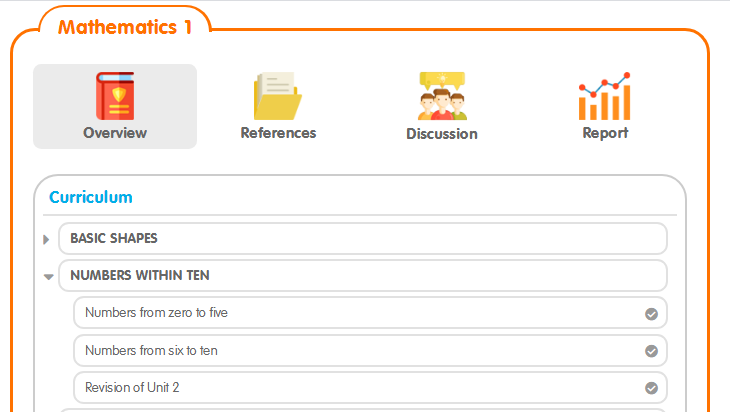 Mathematics 1
Overview
References
Discussion
Report
Curriculum
BASIC SHAPES
NUMBERS WITHIN TEN
Numbers from zero to five
Numbers from six to ten
Revision of Unit 2